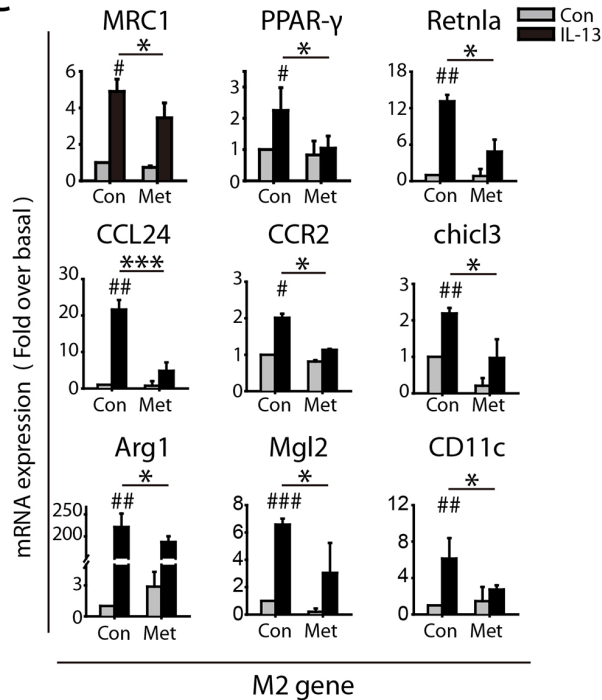 MRC1 PPAR-γ Retnla
Con
IL-13
* * *
# # ##
6 4 2 0
3 2 1 0
18 12 6 0
Con Met Con Met Con Met
CCL24 CCR2 chicl3
*** * *
## # ##
30 20 10 0
3 2 1 0
3 2 1 0
Con Met Con Met Con Met
Arg1 Mgl2 CD11c
* * *
## ### ##
250 200 3 0
8 6 4 2 0
12 8 4 0
Con Met Con Met Con Met
mRNA expression ( Fold over basal )
M2 gene